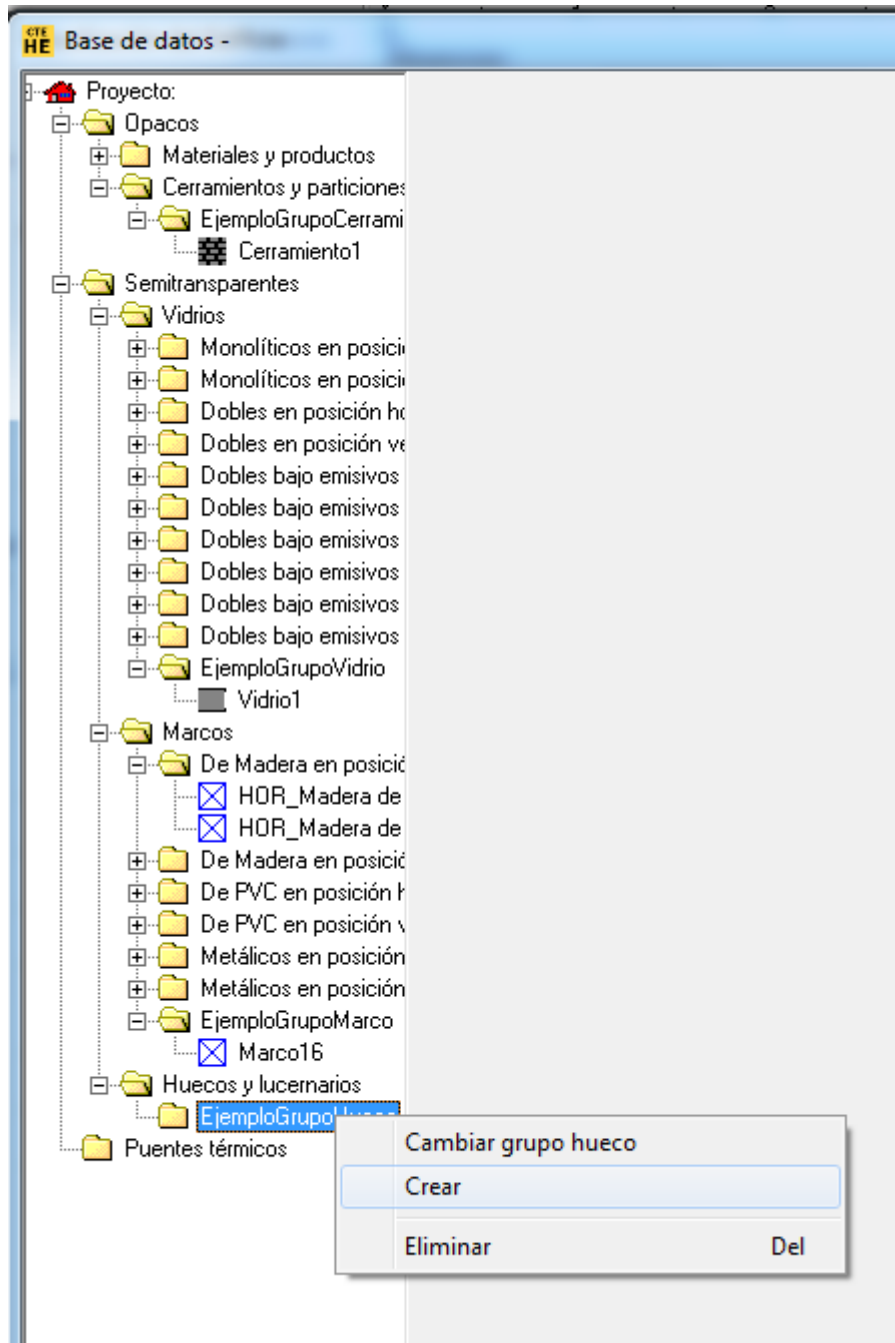 CTE
HE Base de datos -
Proyecto:
Opacos
Materiales y productos
Cerramientos y particiones
EjemploGrupoCerrami
Cerramiento1
Semitransparentes
Vidrios
Monolíticos en posici
Monolíticos en posici
Dobles en posición ho
Dobles en posición ve
Dobles bajo emisivos
Dobles bajo emisivos
Dobles bajo emisivos
Dobles bajo emisivos
Dobles bajo emisivos
Dobles bajo emisivos
EjemploGrupoVidrio
Vidrio1
Marcos
De Madera en posició
HOR_Madera de
HOR_Madera de
De Madera en posició
De PVC en posición h
De PVC en posición v
Metálicos en posición
Metálicos en posición
EjemploGrupoMarco
Marco16
Huecos y lucernarios
EjemploGrupoHueco
Puentes térmicos
Cambiar grupo hueco
Crear
Eliminar Del